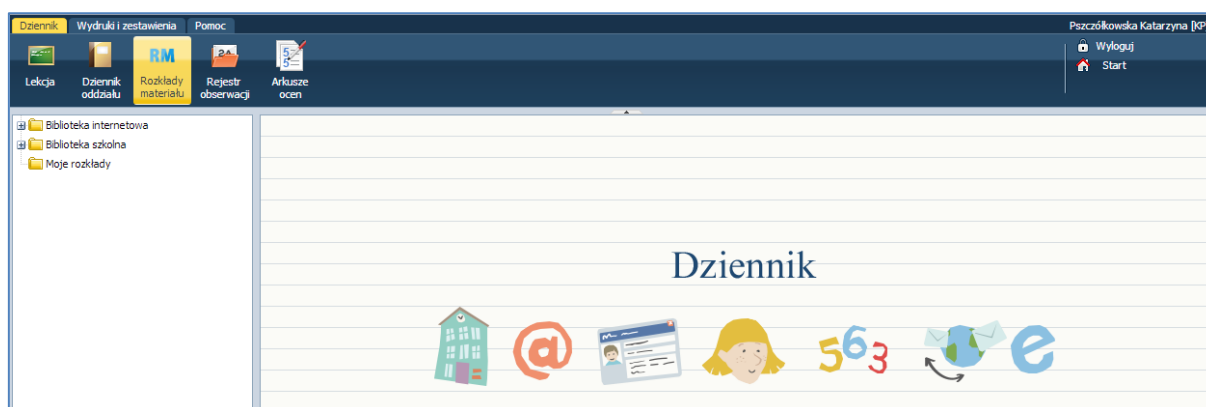 Dziennik Wydruki i zestawienia Pomoc
Pszczółkowska Katarzyna [KP
Lekcja
Dziennik
oddziału
RM
Rozkłady
materiału
Rejestr
obserwacji
Arkusze
ocen
Wyloguj
Start
Biblioteka internetowa
Biblioteka szkolna
Moje rozkłady
Dziennik
@ 563 e